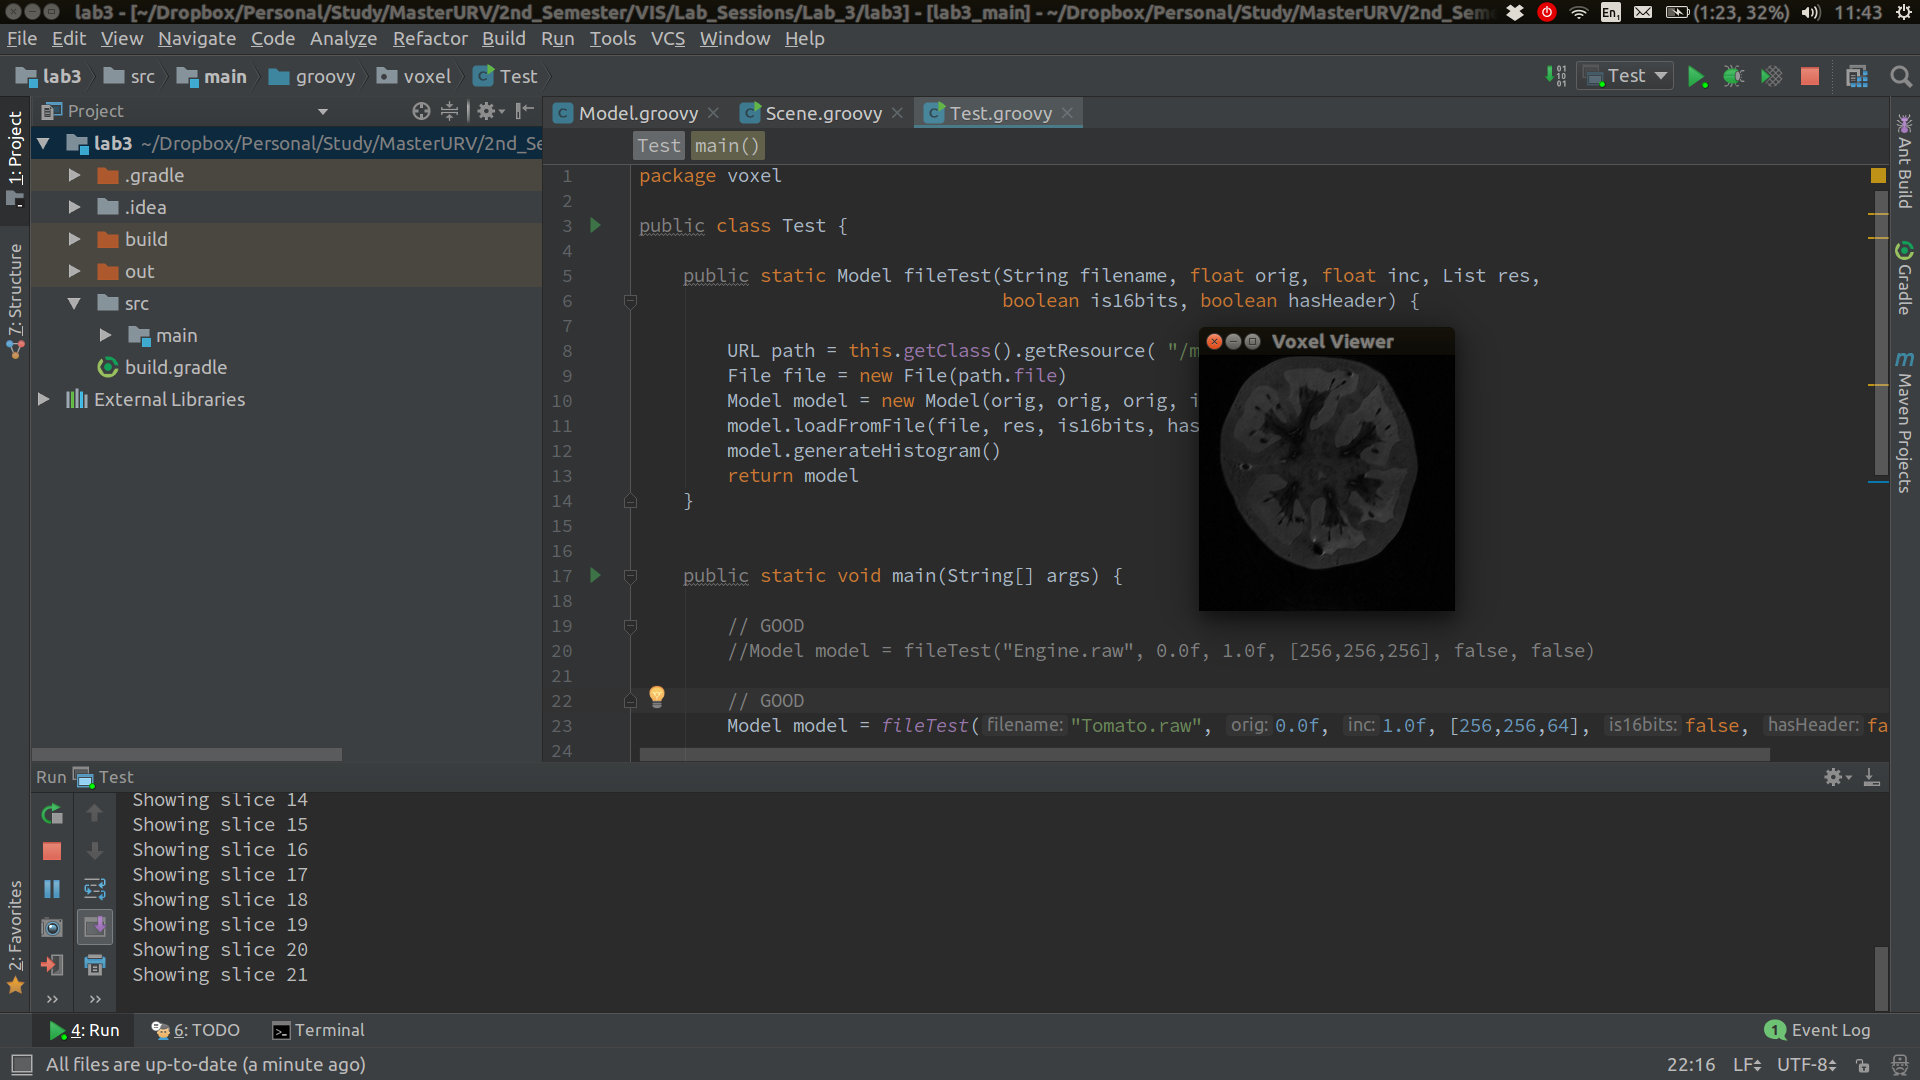 lab3 - [~/Dropbox/Personal/Study/MasterURV/2nd_Semester/VIS/Lab_Sessions/Lab_3/lab3] - [lab3_main] - ~/Dropbox/Personal/Study/MasterURV/2nd_Sem
En1
(1:23, 32%)
11:43
File Edit View Navigate Code Analyze Refactor Build Run Tools VCS Window Help
lab3 src main groovy voxel Test
Test
Project
Model.groovy Scene.groovy Test.groovy
Test main()
1: Project
7: Structure
2: Favorites
lab3 ~/Dropbox/Personal/Study/MasterURV/2nd_Se
.gradle
.idea
build
out
src
main
build.gradle
External Libraries
1 package voxel
2
3 public class Test {
4
5 public static Model fileTest(String filename, float orig, float inc, List res,
6 boolean is16bits, boolean hasHeader) {
7
8 URL path = this.getClass().getResource( "/m
9 File file = new File(path.file)
10 Model model = new Model(orig, orig, orig, i
11 model.loadFromFile(file, res, is16bits, has
12 model.generateHistogram()
13 return model
14 }
15
16
17 public static void main(String[] args) {
18
19 // GOOD
20 //Model model = fileTest("Engine.raw", 0.0f, 1.0f, [256,256,256], false, false)
21
22 // GOOD
23 Model model = fileTest( filename: "Tomato.raw", orig: 0.0f, inc: 1.0f, [256,256,64], is16bits: false, hasHeader: fa
24
Voxel Viewer
Ant Build
Gradle
m Maven Projects
Run Test
Showing slice 14
Showing slice 15
Showing slice 16
Showing slice 17
Showing slice 18
Showing slice 19
Showing slice 20
Showing slice 21
4: Run 6: TODO Terminal
1 Event Log
All files are up-to-date (a minute ago)
22:16 LF UTF-8